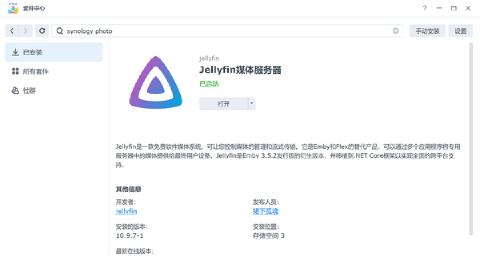 套件中心
synology photo
手动安装
设置
已安装
所有套件
社群
jellyfin
Jellyfin媒体服务器
已启动
打开
Jellyfin是一款免费软件媒体系统，可让您控制媒体的管理和流式传输。它是Emby和Plex的替代产品，可以通过多个应用程序将专用
服务器中的媒体提供给最终用户设备。Jellyfin是Emby 3.5.2发行版的衍生版本，并移植到.NET Core框架以实现全面的跨平台支
持。
其他信息
开发者:
jellyfin
发布人员:
安装的版本:
10.9.7-1
安装位置:
存储空间 3
最新在线版本: